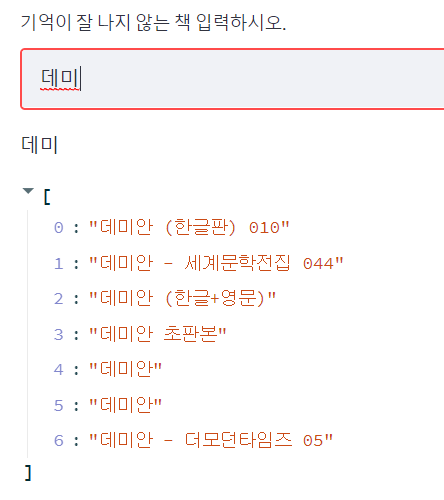 기억이 잘 나지 않는 책 입력하시오.
데미
데미
[
0 : "데미안 (한글판) 010"
1 : "데미안 - 세계문학전집 044"
2 : "데미안 (한글+영문)"
3 : "데미안 초판본"
4 : "데미안"
5 : "데미안"
6 : "데미안 - 더모던타임즈 05"
]